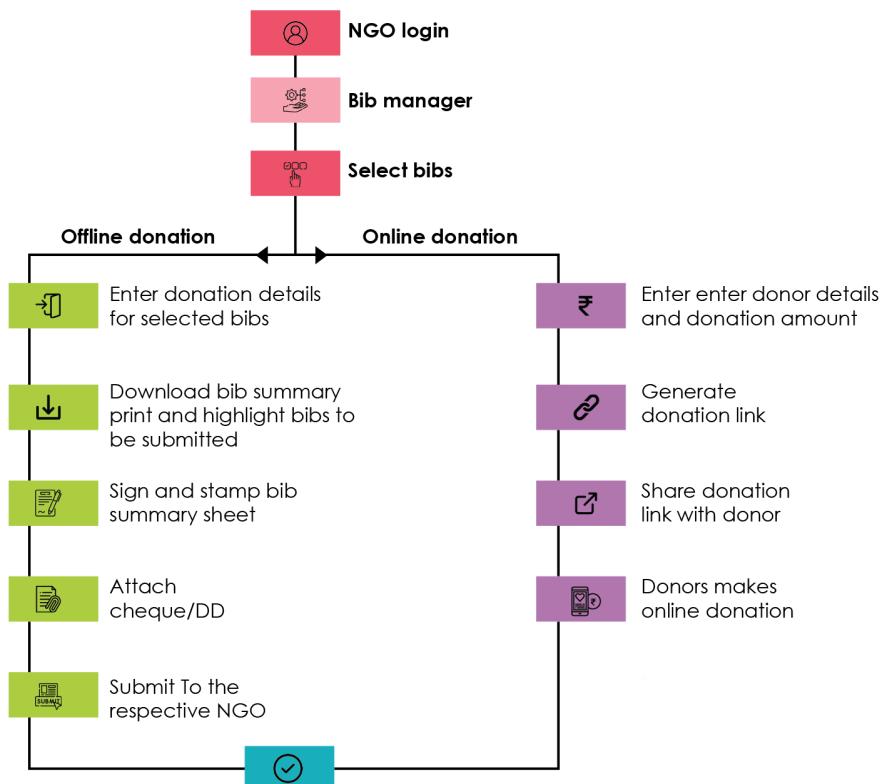 NGO login
Bib manager
Select bibs
Offline donation
Online donation
Enter donation details
for selected bibs
Download bib summary
print and highlight bibs to
be submitted
Sign and stamp bib
summary sheet
Attach
cheque/DD
SUBMIT
Submit To the
respective NGO
₹
Enter enter donor details
and donation amount
Generate
donation link
Share donation
link with donor
₹
Donors makes
online donation